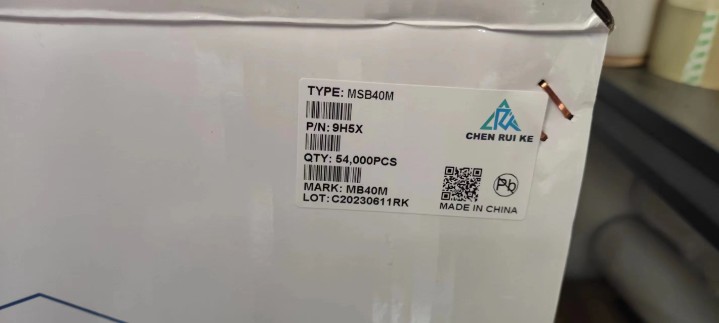 TYPE: MSB40M
P/N: 9H5X
CHEN RUI KE
QTY: 54,000PCS
MARK: MB40M
Pb
LOT: C20230611RK
MADE IN CHINA